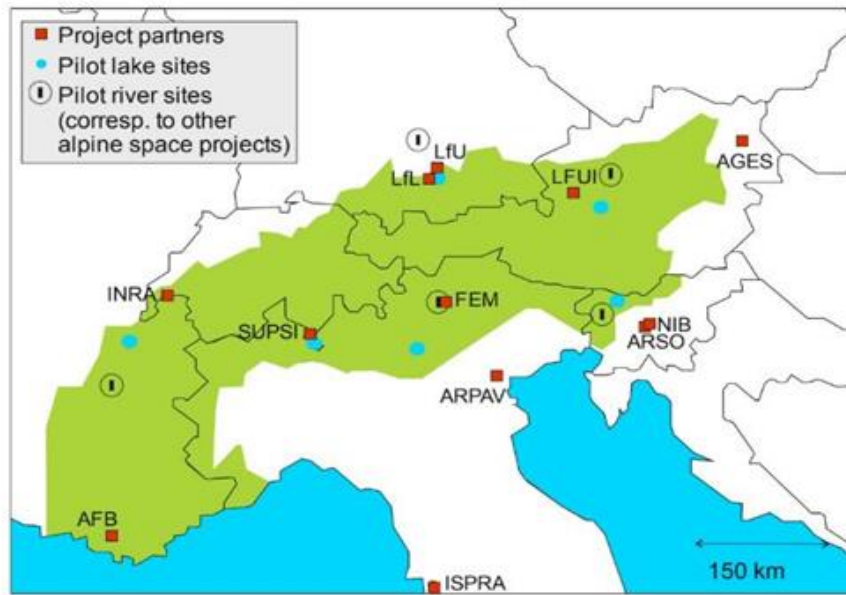 Project partners
Pilot lake sites
Pilot river sites
(corresp. to other
alpine space projects)
LfU
LfL
LFUI
AGES
INRA
FEM
SUPSI
NIB
ARSO
ARPAV
AFB
ISPRA
150 km